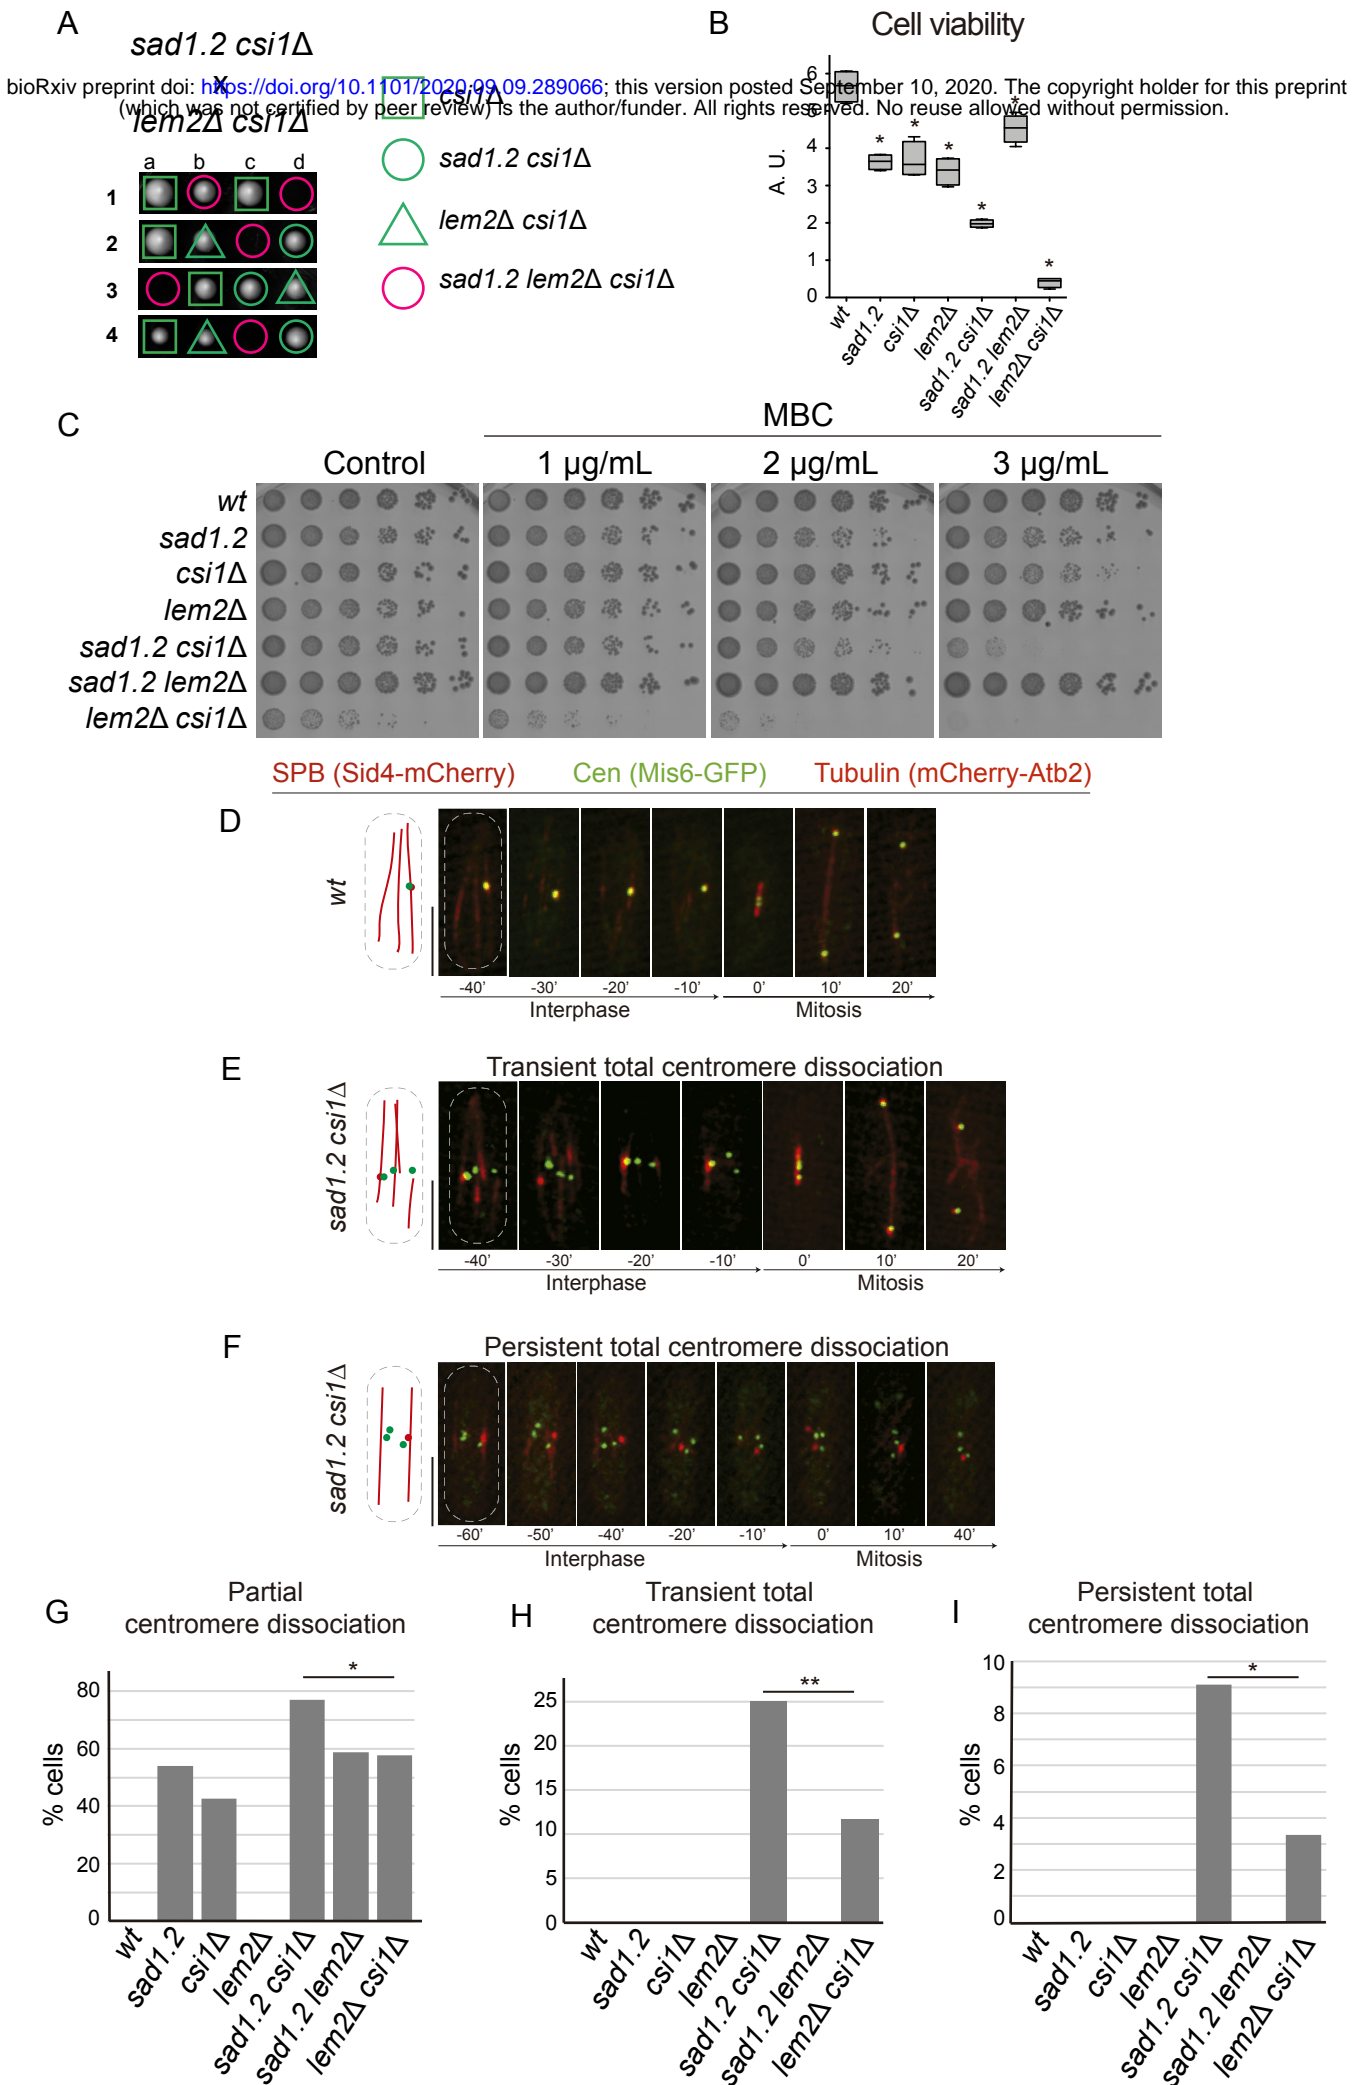 A
sad1.2 csi1Δ
x
lem2Δ csi1Δ
bioRxiv preprint doi: https://doi.org/10.1101/2020.09.09.289066; this version posted September 10, 2020. The copyright holder for this preprint
(which was not certified by peer review) is the author/funder. All rights reserved. No reuse allowed without permission.
a b c d
1
2
3
4
csi1Δ
sad1.2 csi1Δ
lem2Δ csi1Δ
sad1.2 lem2Δ csi1Δ
B
Cell viability
A. U.
6
5
4
3
2
1
0
* * * * * *
wt
sad1.2
csi1Δ
lem2Δ
sad1.2 csi1Δ
sad1.2 lem2Δ
lem2Δ csi1Δ
C
MBC
Control 1 µg/mL 2 µg/mL 3 µg/mL
wt
sad1.2
csi1Δ
lem2Δ
sad1.2 csi1Δ
sad1.2 lem2Δ
lem2Δ csi1Δ
SPB (Sid4-mCherry) Cen (Mis6-GFP) Tubulin (mCherry-Atb2)
D
wt
-40' -30' -20' -10' 0' 10' 20'
Interphase Mitosis
E
Transient total centromere dissociation
sad1.2 csi1Δ
-40' -30' -20' -10' 0' 10' 20'
Interphase Mitosis
F
Persistent total centromere dissociation
sad1.2 csi1Δ
-60' -50' -40' -20' -10' 0' 10' 40'
Interphase Mitosis
G
Partial
centromere dissociation
% cells
80
60
40
20
0
*
wt
sad1.2
csi1Δ
lem2Δ
sad1.2 csi1Δ
sad1.2 lem2Δ
lem2Δ csi1Δ
H
Transient total
centromere dissociation
% cells
25
20
15
10
5
0
**
wt
sad1.2
csi1Δ
lem2Δ
sad1.2 csi1Δ
sad1.2 lem2Δ
lem2Δ csi1Δ
I
Persistent total
centromere dissociation
% cells
10
8
6
4
2
0
*
wt
sad1.2
csi1Δ
lem2Δ
sad1.2 csi1Δ
sad1.2 lem2Δ
lem2Δ csi1Δ